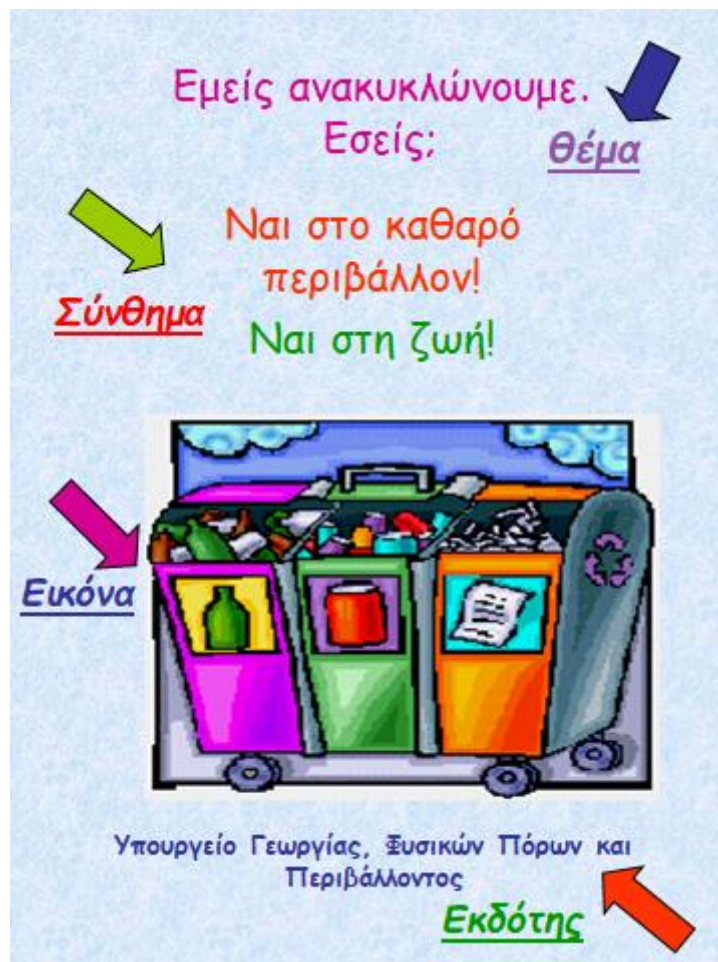 Εμείς ανακυκλώνουμε.
Εσείς;
Θέμα
Ναι στο καθαρό
περιβάλλον!
Σύνθημα
Ναι στη ζωή!
Εικόνα
Υπουργείο Γεωργίας, Φυσικών Πόρων και
Περιβάλλοντος
Εκδότης